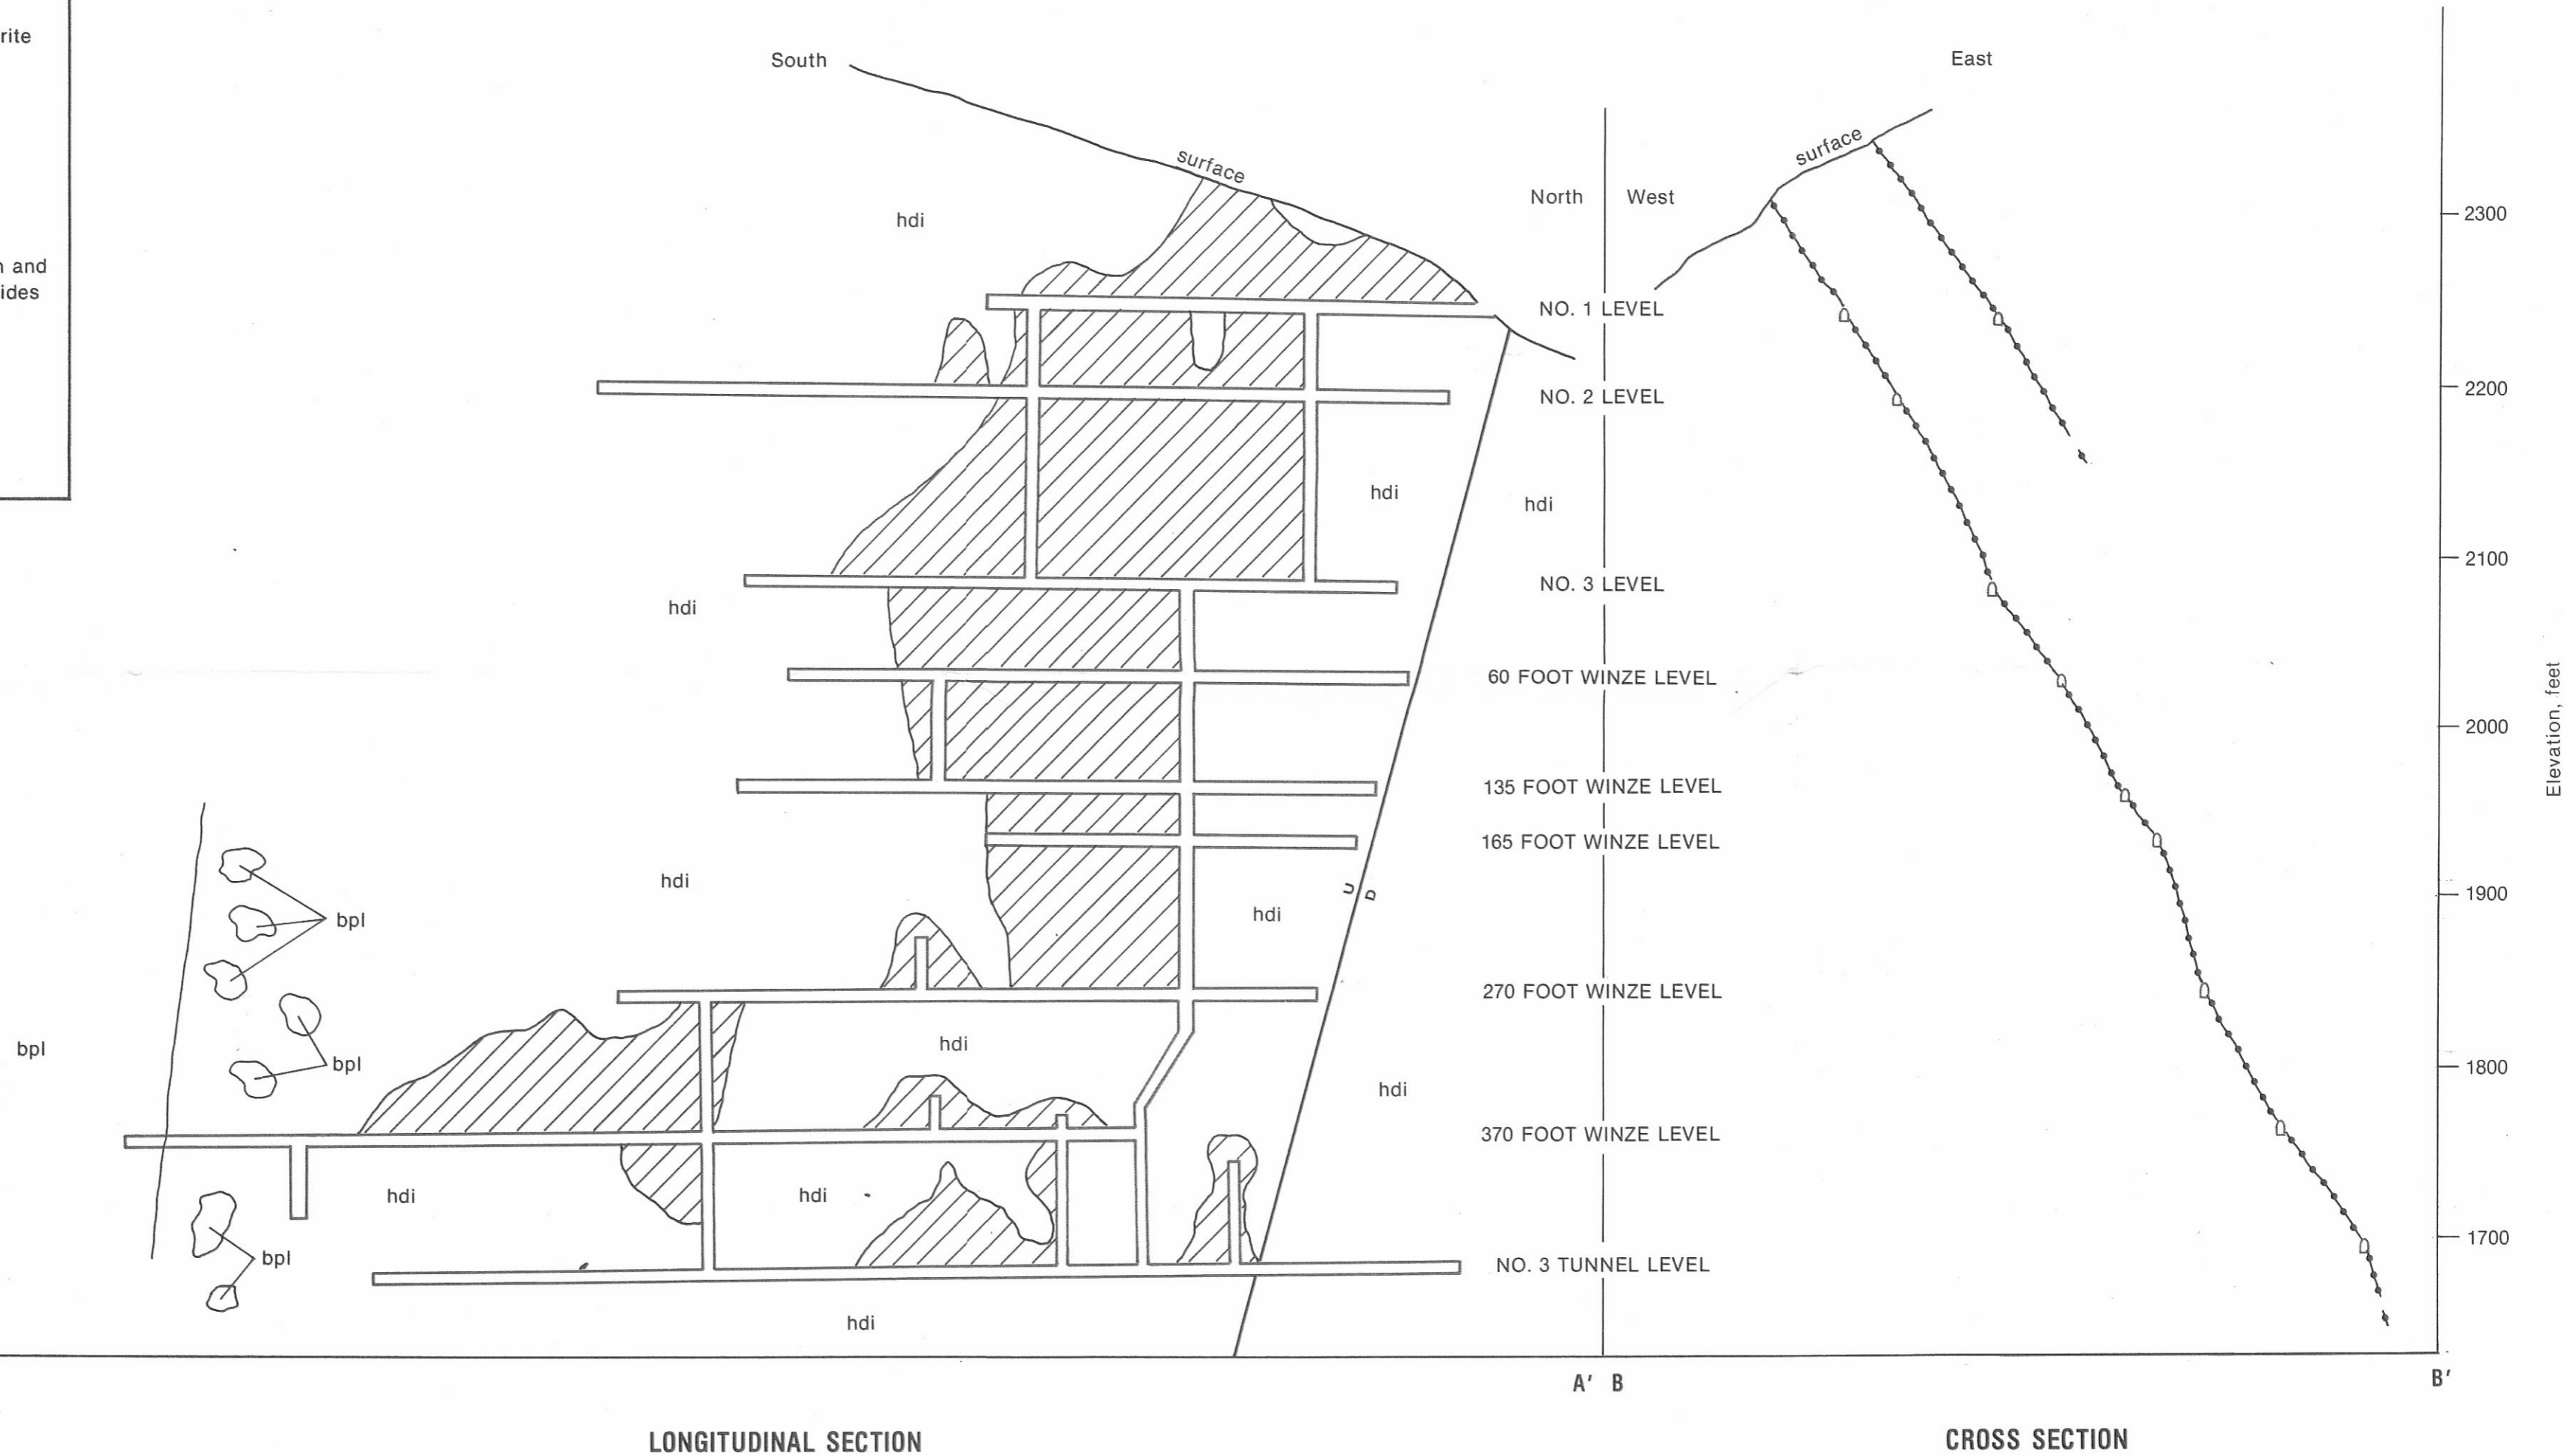 rite
n and
ides
South
East
surface
surface
North
West
hdi
2300
NO. 1 LEVEL
2200
NO. 2 LEVEL
hdi
hdi
2100
NO. 3 LEVEL
hdi
60 FOOT WINZE LEVEL
Elevation, feet
2000
135 FOOT WINZE LEVEL
165 FOOT WINZE LEVEL
hdi
U
D
1900
bpl
hdi
270 FOOT WINZE LEVEL
bpl
hdi
bpl
1800
hdi
370 FOOT WINZE LEVEL
hdi
hdi
1700
bpl
NO. 3 TUNNEL LEVEL
hdi
A' B
B'
LONGITUDINAL SECTION
CROSS SECTION